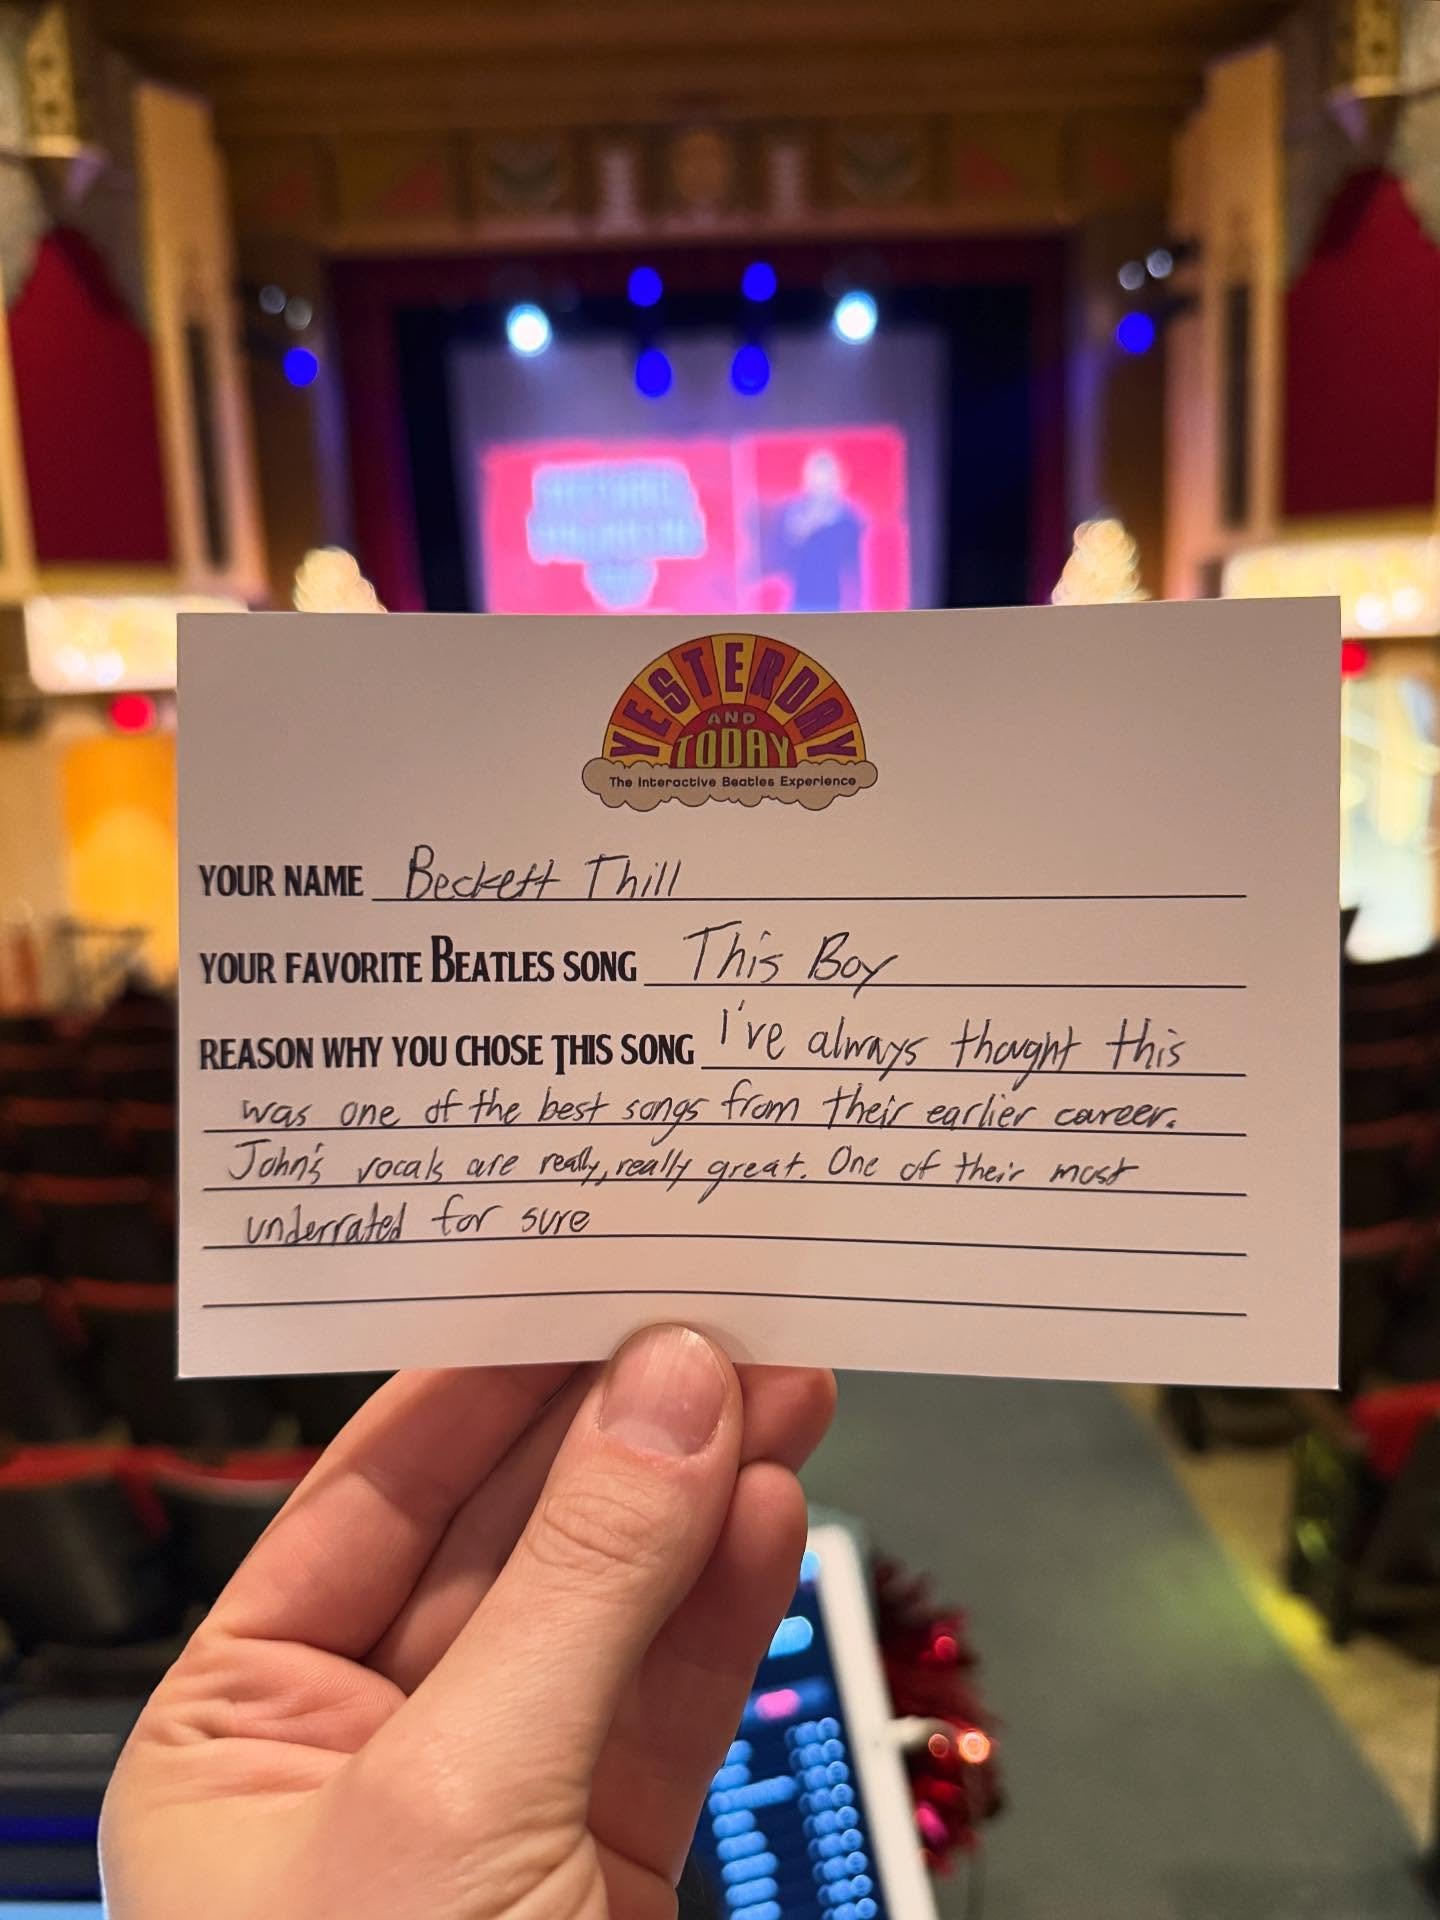 YESTERDAY
AND
TODAY
The Interactive Beatles Experience
YOUR NAME Beckett Thill
YOUR FAVORITE BEATLES SONG This Boy
REASON WHY YOU CHOSE THIS SONG I've always thought this
was one of the best songs from their earlier career.
John's vocals are really, really great. One of their most
underrated for sure